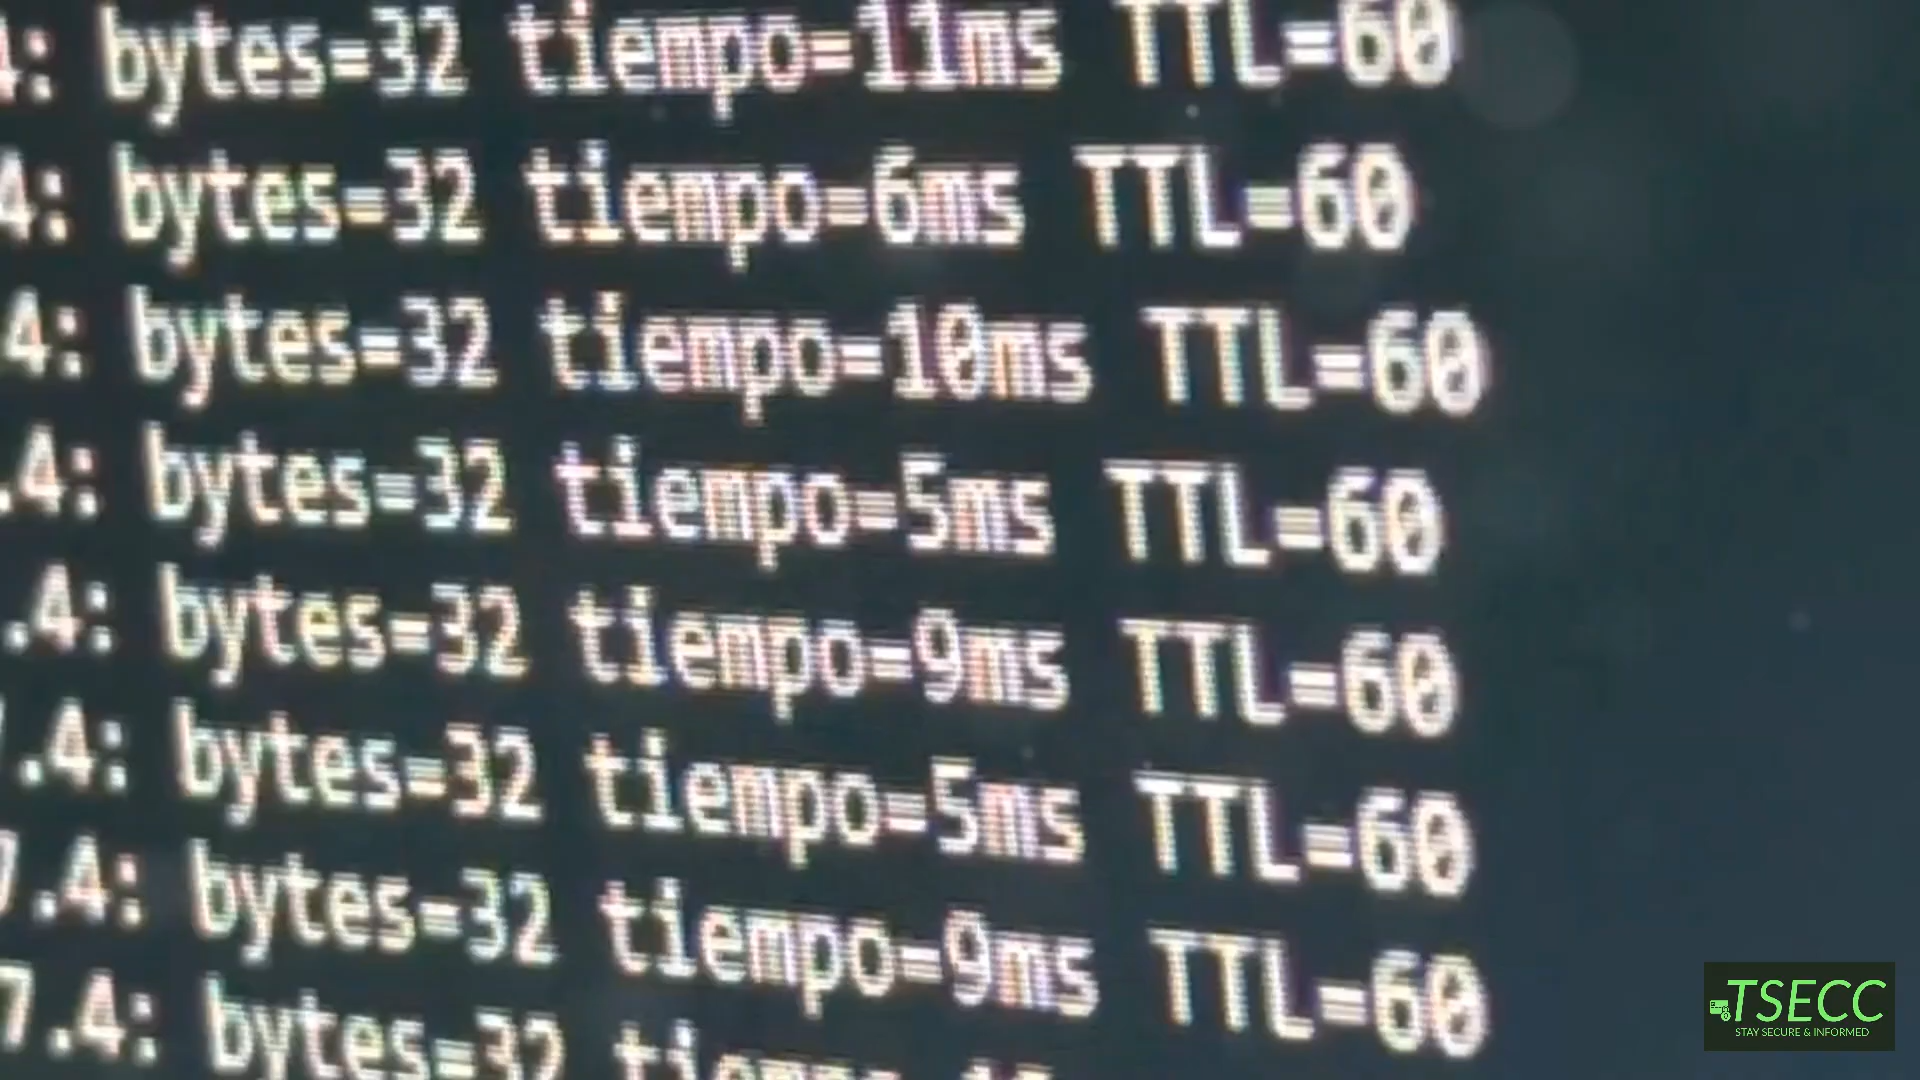 4: bytes=32 tiempo=11ms TTL=60
4: bytes=32 tiempo=6ms TTL=60
4: bytes=32 tiempo=10ms TTL=60
.4: bytes=32 tiempo=5ms TTL=60
.4: bytes=32 tiempo=9ms TTL=60
.4: bytes=32 tiempo=5ms TTL=60
7.4: bytes=32 tiempo=9ms TTL=60
7.4: bytes=32
TSECC
STAY SECURE & INFORMED